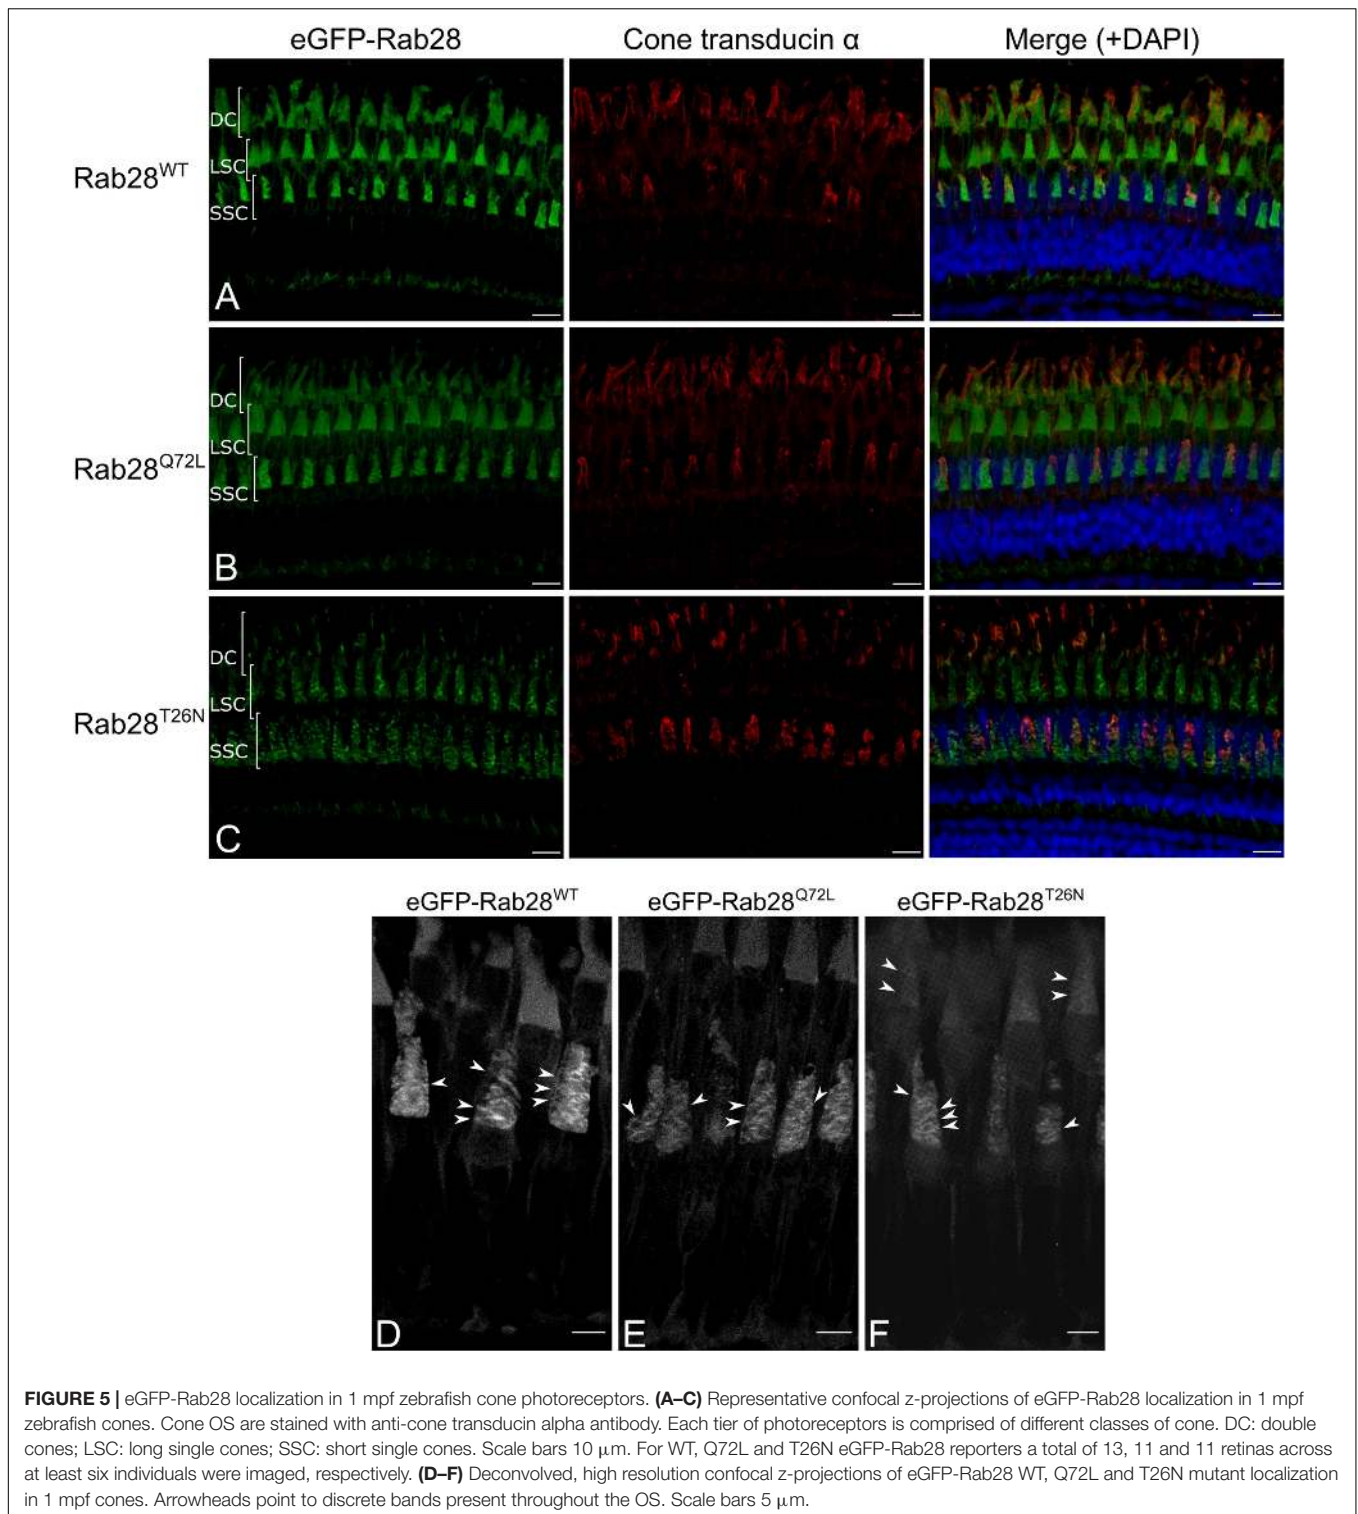 eGFP-Rab28 Cone transducin α Merge (+DAPI)
DC
LSC
Rab28WT
SSC
A
DC
LSC
Rab28Q72L
SSC
B
DC
LSC
Rab28T26N
SSC
C
eGFP-Rab28WT eGFP-Rab28Q72L eGFP-Rab28T26N
D E F
FIGURE 5 | eGFP-Rab28 localization in 1 mpf zebrafish cone photoreceptors. (A–C) Representative confocal z-projections of eGFP-Rab28 localization in 1 mpf
zebrafish cones. Cone OS are stained with anti-cone transducin alpha antibody. Each tier of photoreceptors is comprised of different classes of cone. DC: double
cones; LSC: long single cones; SSC: short single cones. Scale bars 10 μm. For WT, Q72L and T26N eGFP-Rab28 reporters a total of 13, 11 and 11 retinas across
at least six individuals were imaged, respectively. (D–F) Deconvolved, high resolution confocal z-projections of eGFP-Rab28 WT, Q72L and T26N mutant localization
in 1 mpf cones. Arrowheads point to discrete bands present throughout the OS. Scale bars 5 μm.